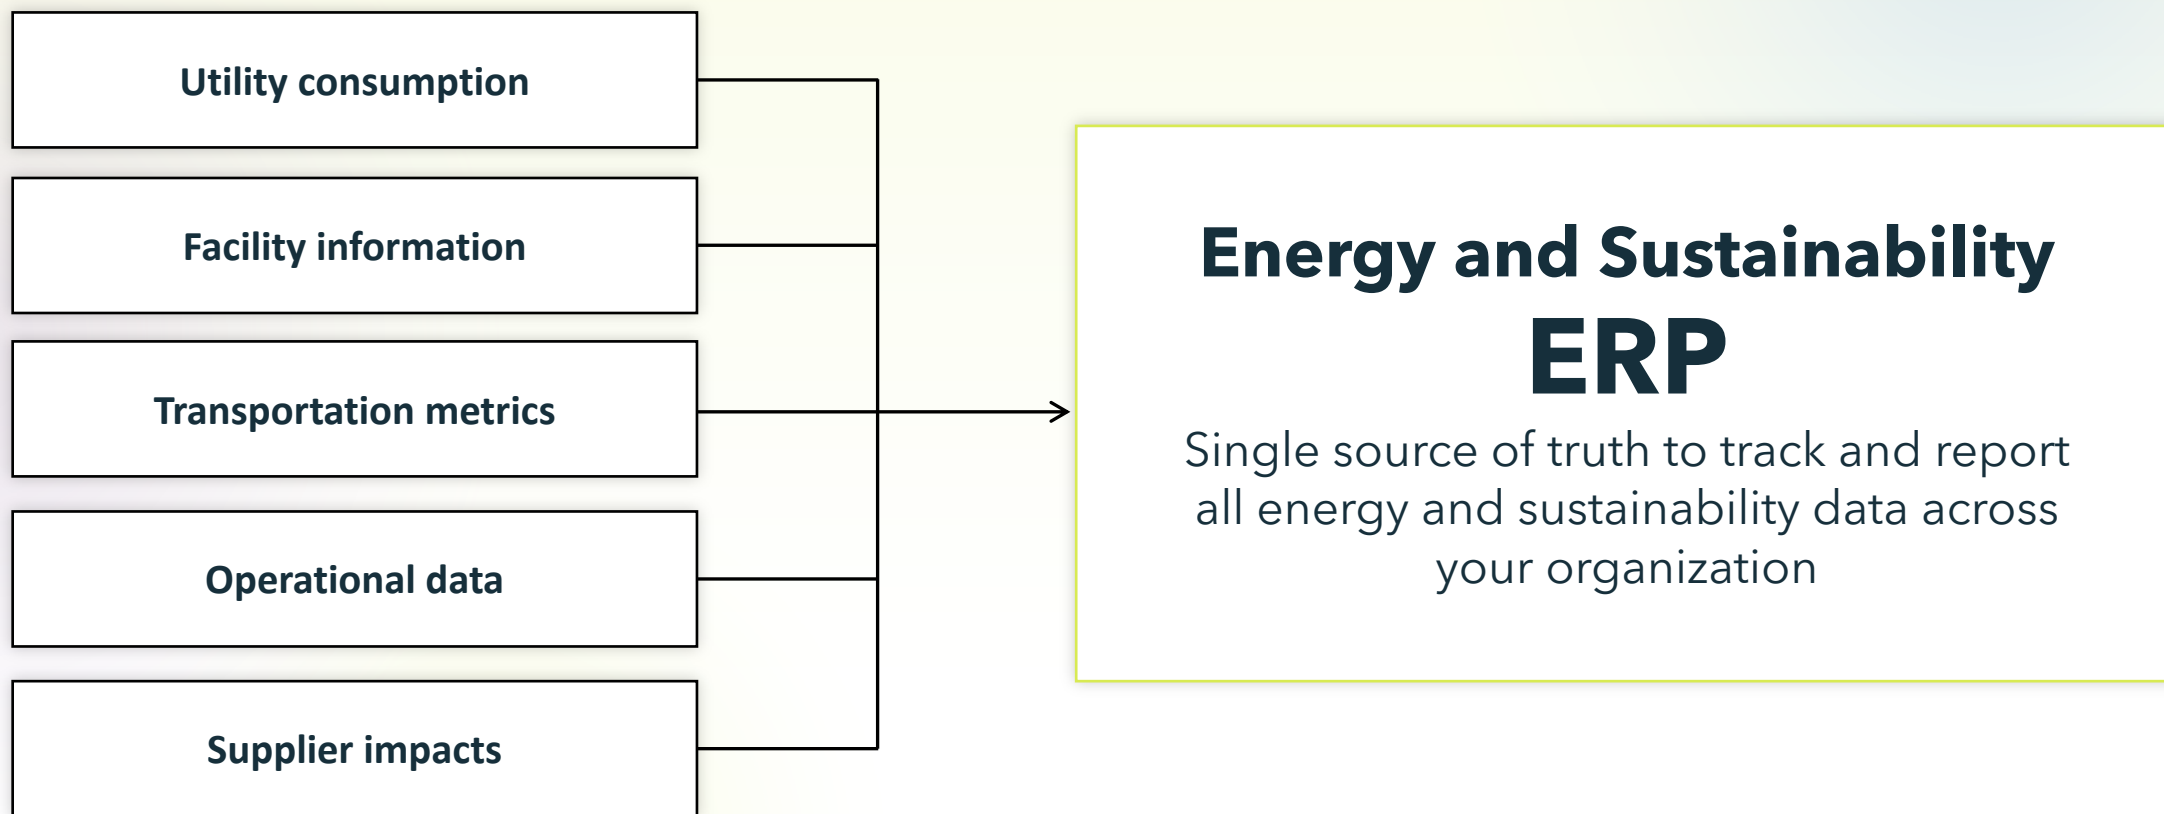 Utility consumption
Facility information
Transportation metrics
Operational data
Supplier impacts
Energy and Sustainability
ERP
Single source of truth to track and report
all energy and sustainability data across
your organization